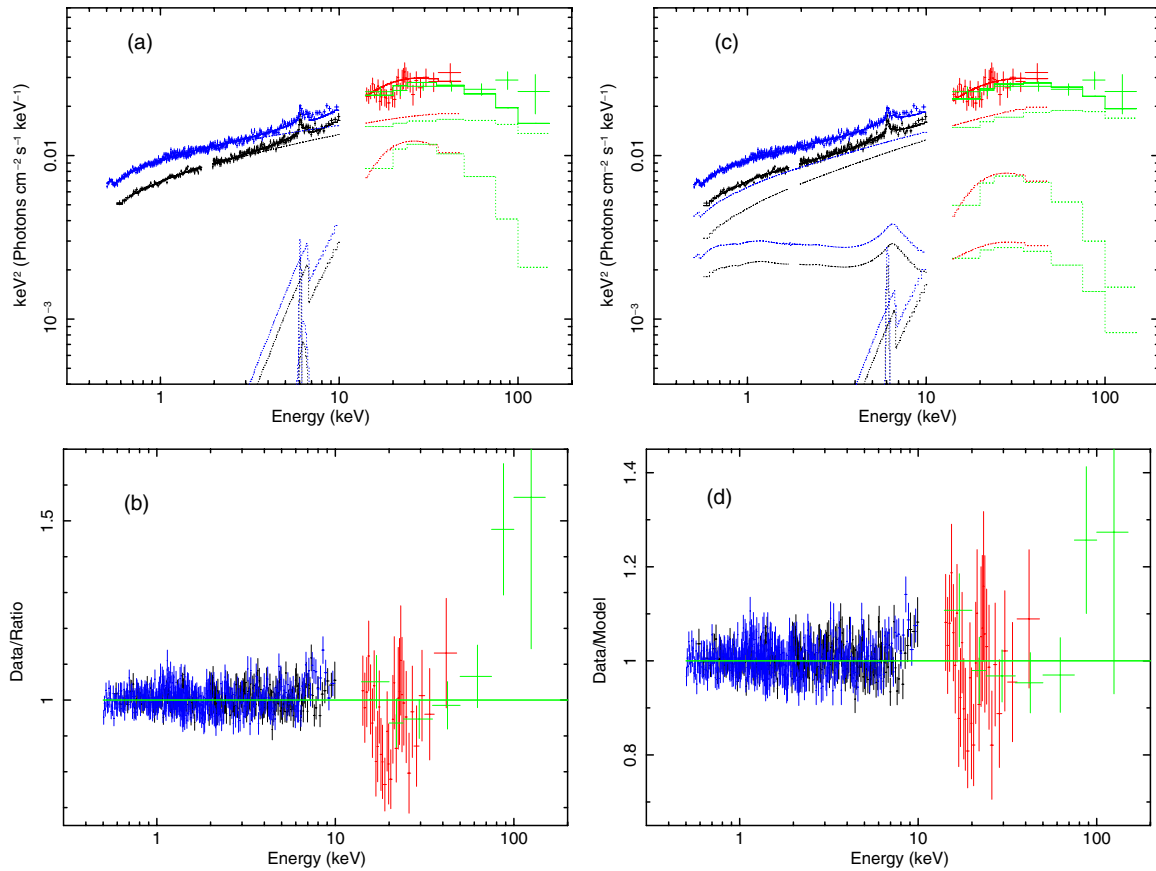 (a)
keV² (Photons cm⁻² s⁻¹ keV⁻¹)
0.01
10⁻³
1 10 100
Energy (keV)
(c)
keV² (Photons cm⁻² s⁻¹ keV⁻¹)
0.01
10⁻³
1 10 100
Energy (keV)
(b)
Data/Ratio
1.5
1
1 10 100
Energy (keV)
(d)
Data/Model
1.4
1.2
1
0.8
1 10 100
Energy (keV)